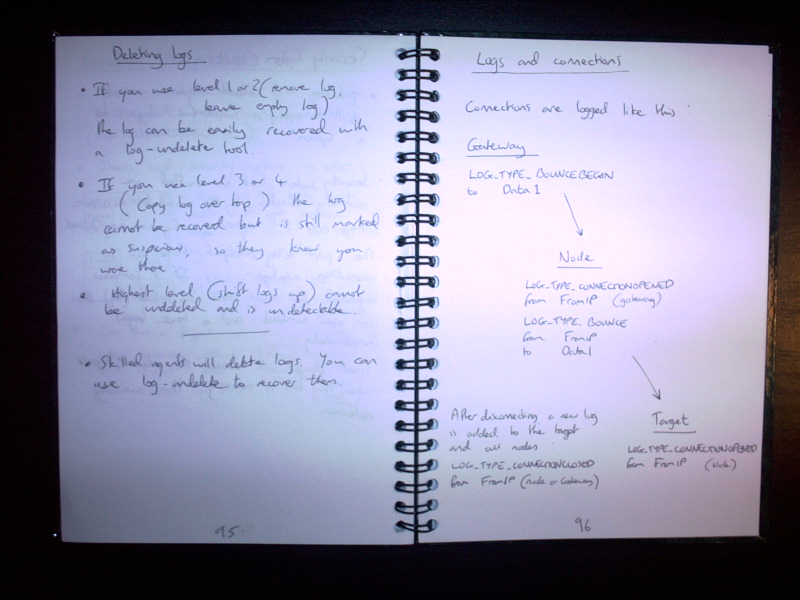 Deleting logs
• If you use level 1 or 2 (remove log,
leave empty log)
the log can be easily recovered with
a log-undelete tool.
• If you use level 3 or 4
(copy log over top) the log
cannot be recoverd but is still marked
as suspicious, so they know you
were there
• Highest level (shift logs up) cannot
be undeleted and is undetectable.
• Skilled agents will delete logs. You can
use log-undelete to recover them.
95
Logs and connections
Connections are logged like this:
Gateway
LOG_TYPE_BOUNCEBEGIN
to Data1
Node
LOG_TYPE_CONNECTIONOPENED
from FromIP (gateway)
LOG_TYPE_BOUNCE
from FromIP
to Data1
Target
LOG_TYPE_CONNECTIONOPENED
from FromIP (Node)
After disconnecting a new log
is added to the target
and all nodes:
LOG_TYPE_CONNECTIONCLOSED
from FromIP (node or Gateway)
96